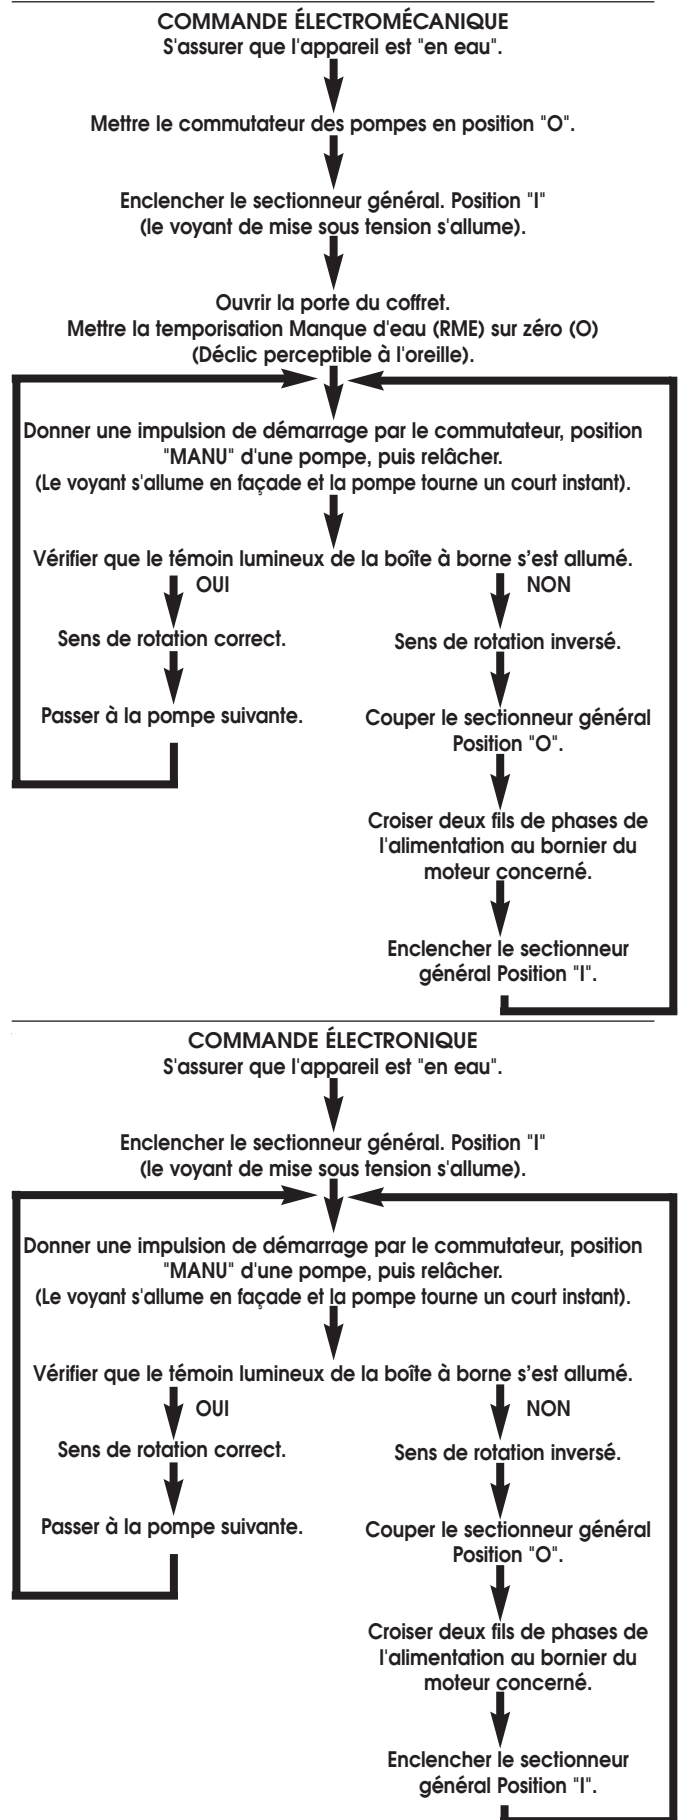 COMMANDE ÉLECTROMÉCANIQUE
S'assurer que l'appareil est "en eau".
Mettre le commutateur des pompes en position "O".
Enclencher le sectionneur général. Position "I"
(le voyant de mise sous tension s'allume).
Ouvrir la porte du coffret.
Mettre la temporisation Manque d'eau (RME) sur zéro (O)
(Déclic perceptible à l'oreille).
Donner une impulsion de démarrage par le commutateur, position
"MANU" d'une pompe, puis relâcher.
(Le voyant s'allume en façade et la pompe tourne un court instant).
Vérifier que le témoin lumineux de la boîte à borne s’est allumé.
OUI
Sens de rotation correct.
Passer à la pompe suivante.
NON
Sens de rotation inversé.
Couper le sectionneur général
Position "O".
Croiser deux fils de phases de
l'alimentation au bornier du
moteur concerné.
Enclencher le sectionneur
général Position "I".
COMMANDE ÉLECTRONIQUE
S'assurer que l'appareil est "en eau".
Enclencher le sectionneur général. Position "I"
(le voyant de mise sous tension s'allume).
Donner une impulsion de démarrage par le commutateur, position
"MANU" d'une pompe, puis relâcher.
(Le voyant s'allume en façade et la pompe tourne un court instant).
Vérifier que le témoin lumineux de la boîte à borne s’est allumé.
OUI
Sens de rotation correct.
Passer à la pompe suivante.
NON
Sens de rotation inversé.
Couper le sectionneur général
Position "O".
Croiser deux fils de phases de
l'alimentation au bornier du
moteur concerné.
Enclencher le sectionneur
général Position "I".